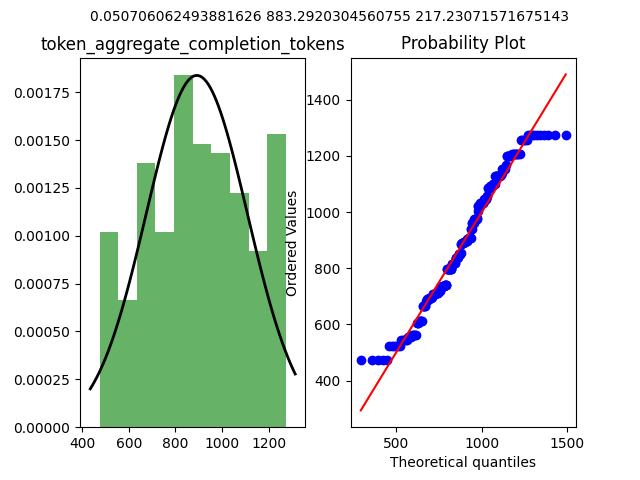 0.050706062493881626 883.2920304560755 217.23071571675143
token_aggregate_completion_tokens
Probability Plot
0.00175
0.00150
0.00125
0.00100
0.00075
0.00050
0.00025
0.00000
400 600 800 1000 1200
Ordered Values
1400
1200
1000
800
600
400
500 1000 1500
Theoretical quantiles